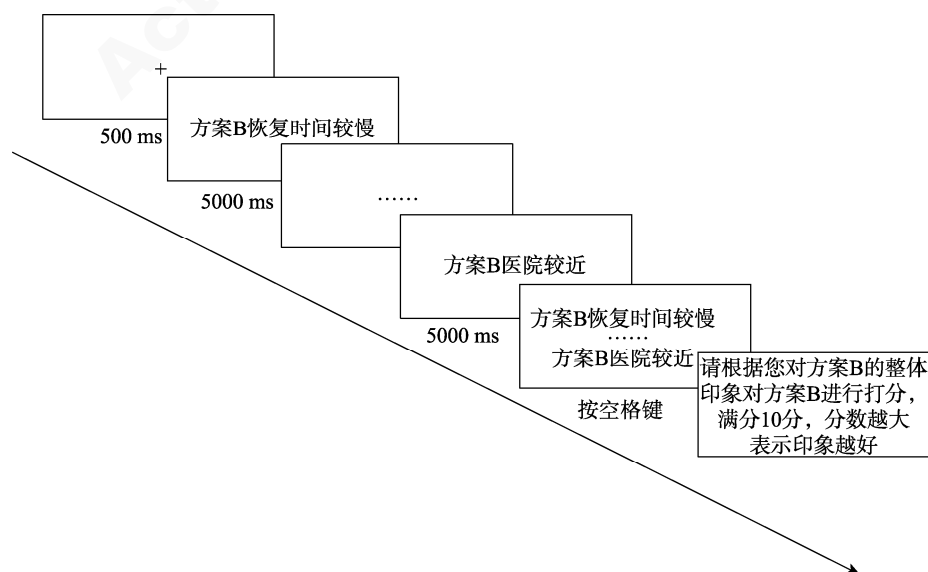 Act
+
500 ms
方案B恢复时间较慢
5000 ms
……
方案B医院较近
5000 ms
方案B恢复时间较慢
……
方案B医院较近
按空格键
请根据您对方案B的整体
印象对方案B进行打分，
满分10分，分数越大
表示印象越好